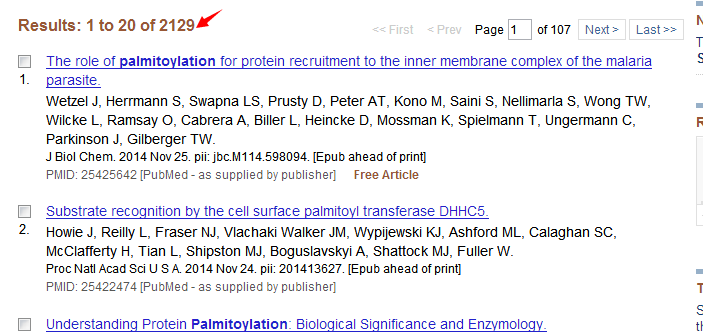 Results: 1 to 20 of 2129
<< First < Prev Page 1 of 107 Next > Last >>
1.
The role of palmitoylation for protein recruitment to the inner membrane complex of the malaria
parasite.
Wetzel J, Herrmann S, Swapna LS, Prusty D, Peter AT, Kono M, Saini S, Nellimarla S, Wong TW,
Wilcke L, Ramsay O, Cabrera A, Biller L, Heincke D, Mossman K, Spielmann T, Ungermann C,
Parkinson J, Gilberger TW.
J Biol Chem. 2014 Nov 25. pii: jbc.M114.598094. [Epub ahead of print]
PMID: 25425642 [PubMed - as supplied by publisher] Free Article
2.
Substrate recognition by the cell surface palmitoyl transferase DHHC5.
Howie J, Reilly L, Fraser NJ, Vlachaki Walker JM, Wypijewski KJ, Ashford ML, Calaghan SC,
McClafferty H, Tian L, Shipston MJ, Boguslavskyi A, Shattock MJ, Fuller W.
Proc Natl Acad Sci U S A. 2014 Nov 24. pii: 201413627. [Epub ahead of print]
PMID: 25422474 [PubMed - as supplied by publisher]
Understanding Protein Palmitoylation: Biological Significance and Enzymology.